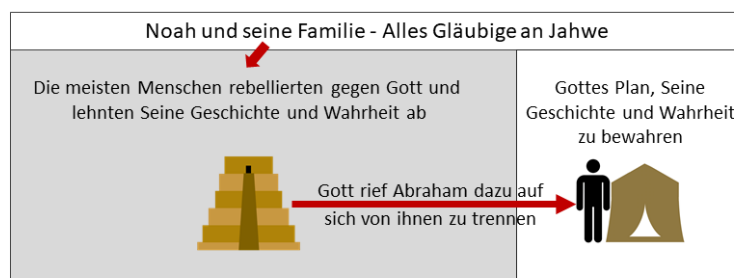 Noah und seine Familie - Alles Gläubige an Jahwe
Die meisten Menschen rebellierten gegen Gott und
lehnten Seine Geschichte und Wahrheit ab
Gottes Plan, Seine
Geschichte und Wahrheit
zu bewahren
Gott rief Abraham dazu auf
sich von ihnen zu trennen